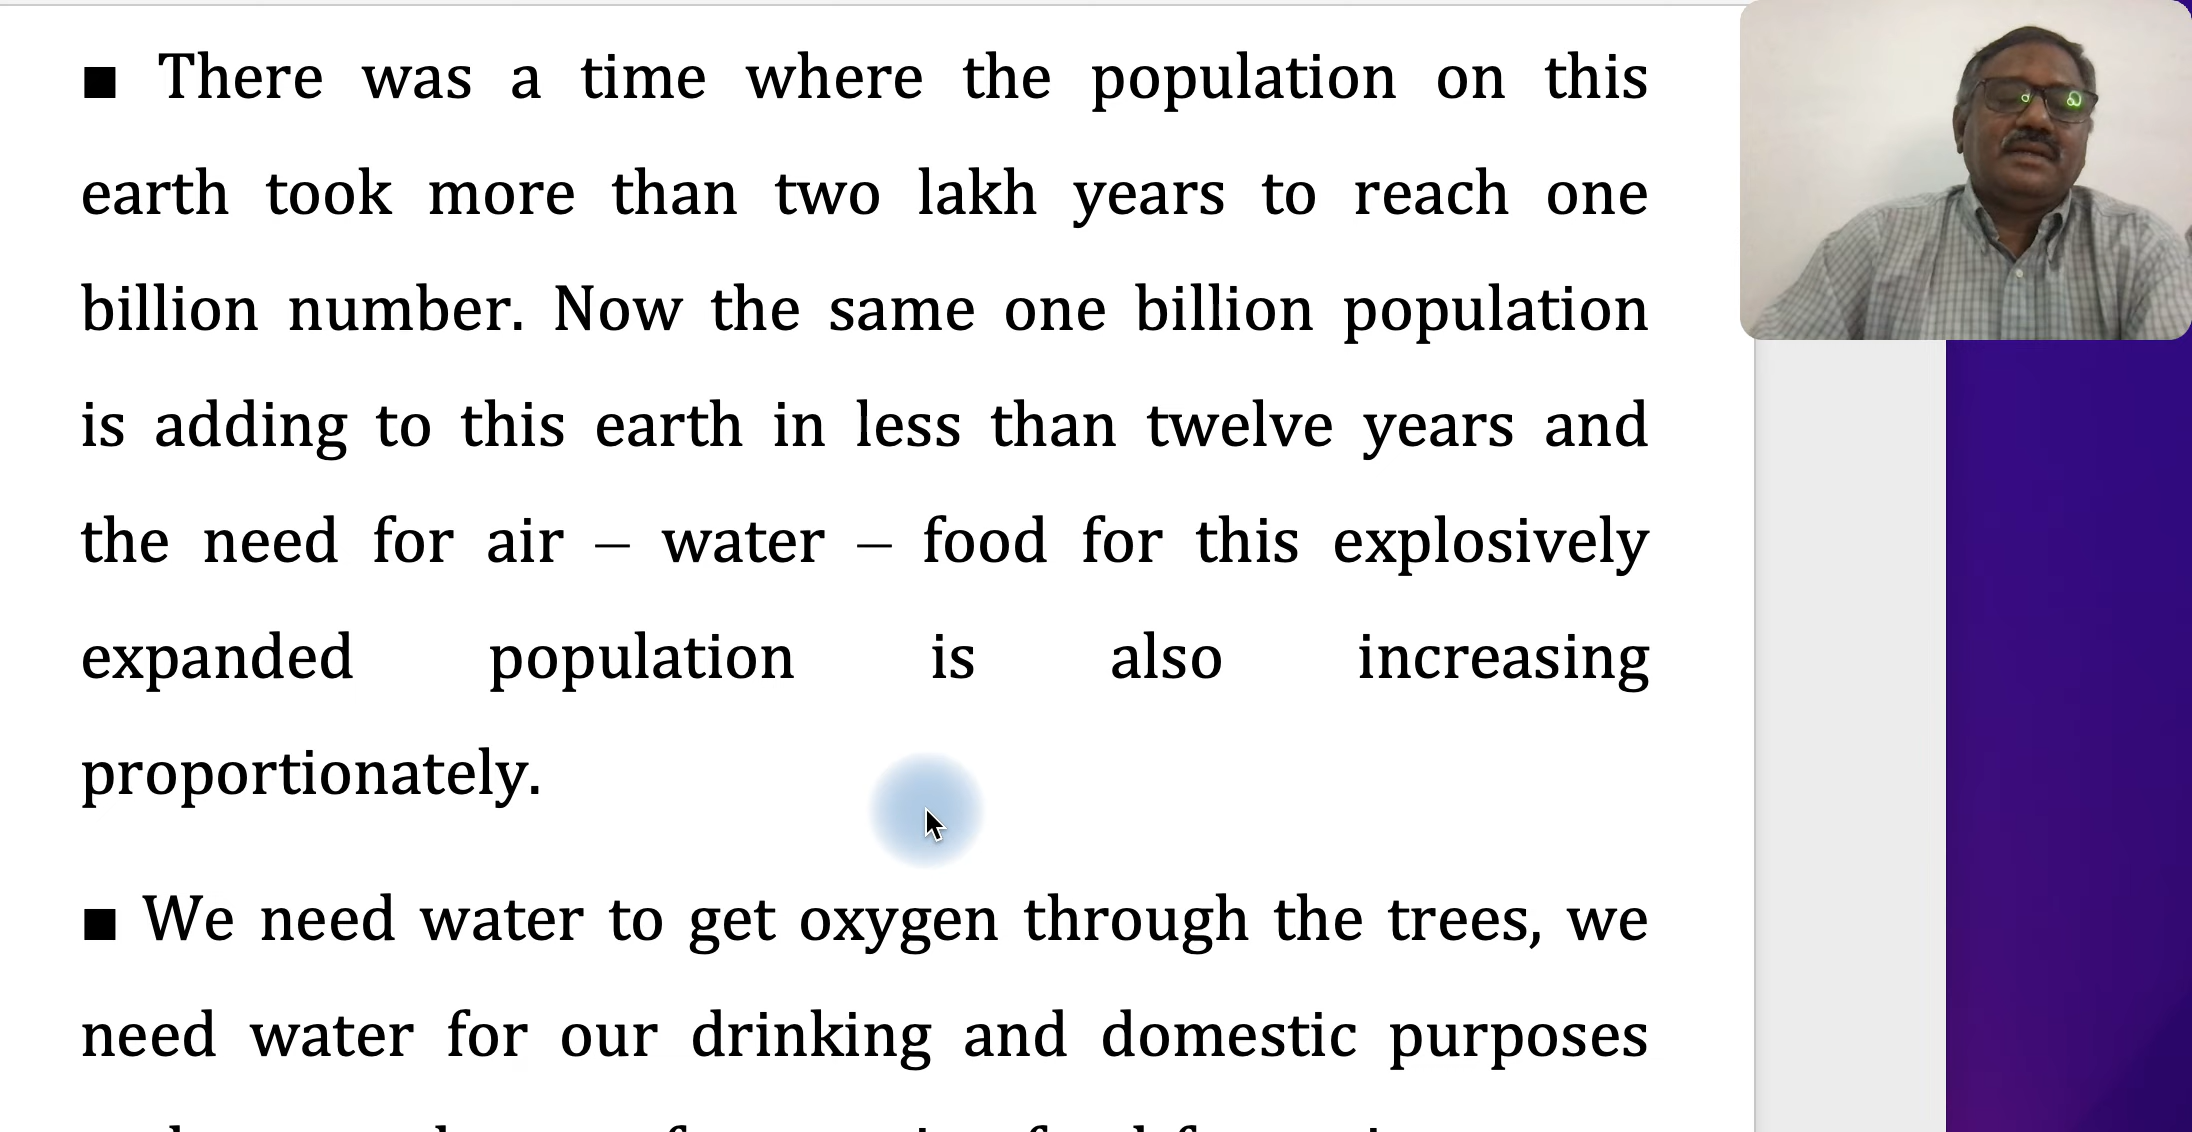 ■ There was a time where the population on this
earth took more than two lakh years to reach one
billion number. Now the same one billion population
is adding to this earth in less than twelve years and
the need for air – water – food for this explosively
expanded population is also increasing
proportionately.
■ We need water to get oxygen through the trees, we
need water for our drinking and domestic purposes